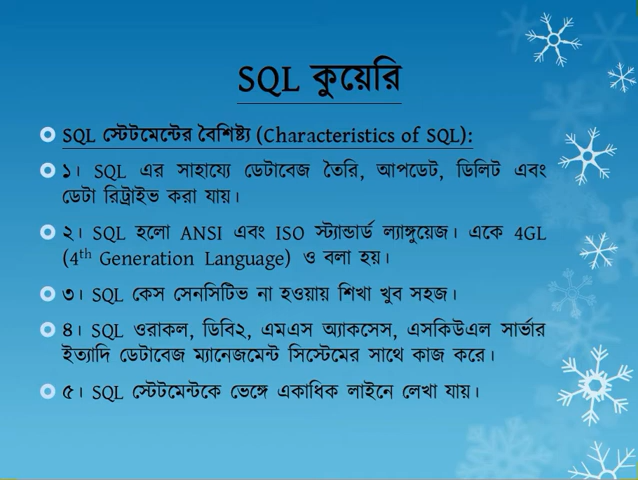 SQL কুয়েরি
SQL স্টেটমেন্টের বৈশিষ্ট্য (Characteristics of SQL):
১। SQL এর সাহায্যে ডেটাবেজ তৈরি, আপডেট, ডিলিট এবং
ডেটা রিট্রাইভ করা যায়।
২। SQL হলো ANSI এবং ISO স্ট্যান্ডার্ড ল্যাঙ্গুয়েজ। একে 4GL
(4th Generation Language) ও বলা হয়।
৩। SQL কেস সেনসিটিভ না হওয়ায় শিখা খুব সহজ।
৪। SQL ওরাকল, ডিবি২, এমএস অ্যাকসেস, এসকিউএল সার্ভার
ইত্যাদি ডেটাবেজ ম্যানেজমেন্ট সিস্টেমের সাথে কাজ করে।
৫। SQL স্টেটমেন্টকে ভেঙ্গে একাধিক লাইনে লেখা যায়।